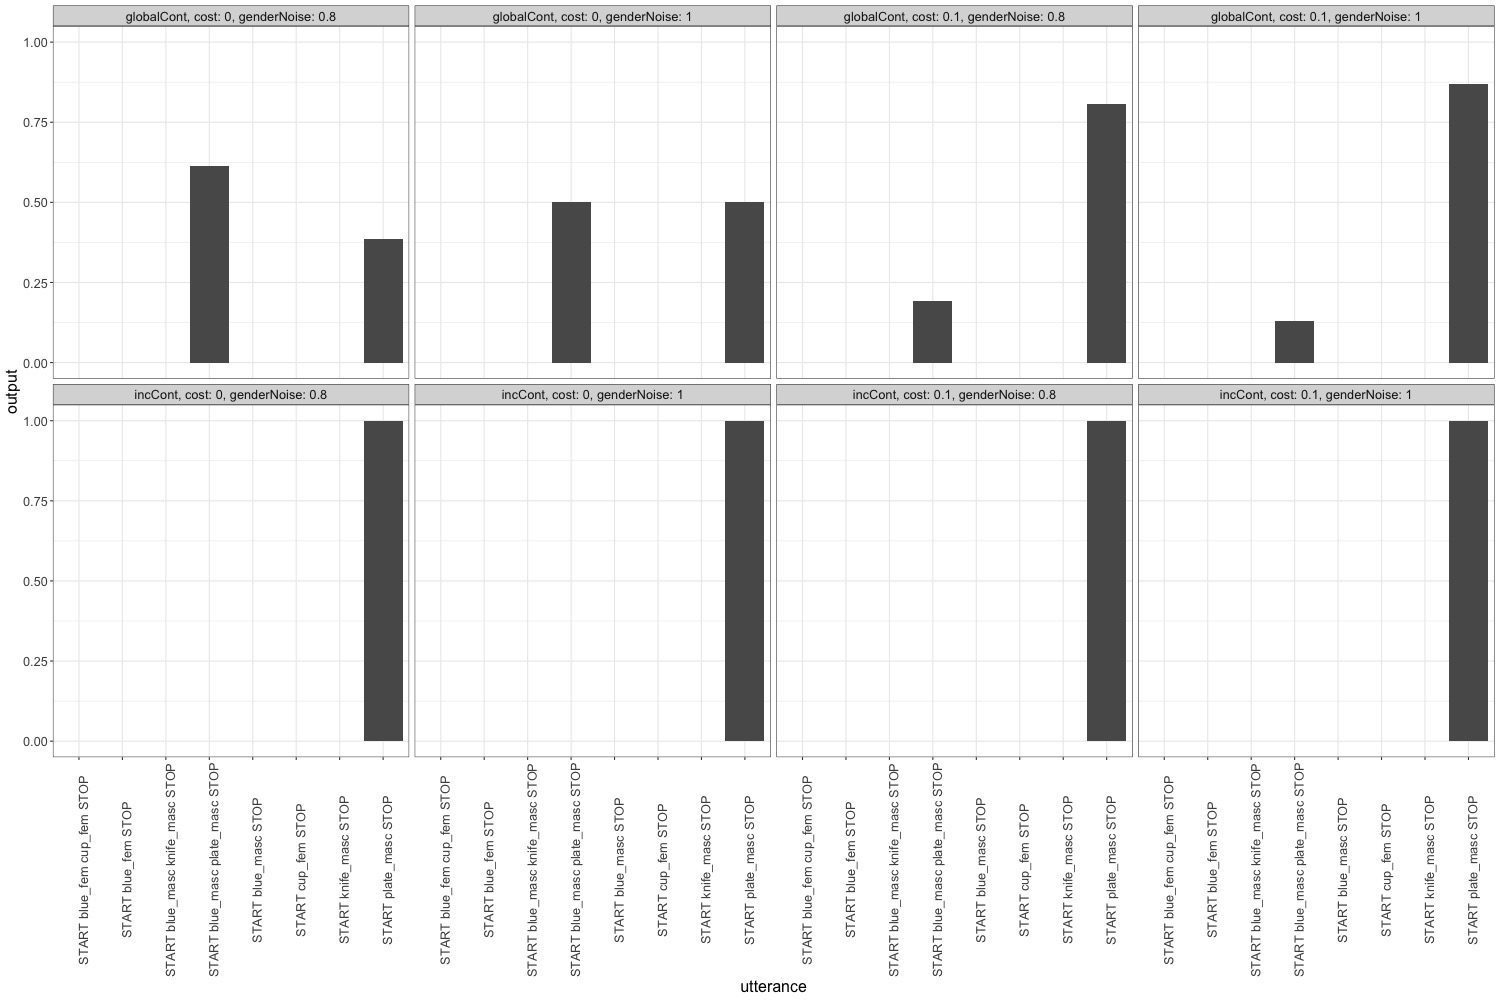 globalCont, cost: 0, genderNoise: 0.8
globalCont, cost: 0, genderNoise: 1
globalCont, cost: 0.1, genderNoise: 0.8
globalCont, cost: 0.1, genderNoise: 1
1.00
0.75
0.50
0.25
0.00
output
incCont, cost: 0, genderNoise: 0.8
incCont, cost: 0, genderNoise: 1
incCont, cost: 0.1, genderNoise: 0.8
incCont, cost: 0.1, genderNoise: 1
1.00
0.75
0.50
0.25
0.00
START blue_fem cup_fem STOP
START blue_fem STOP
START blue_masc knife_masc STOP
START blue_masc plate_masc STOP
START blue_masc STOP
START cup_fem STOP
START knife_masc STOP
START plate_masc STOP
START blue_fem cup_fem STOP
START blue_fem STOP
START blue_masc knife_masc STOP
START blue_masc plate_masc STOP
START blue_masc STOP
START cup_fem STOP
START knife_masc STOP
START plate_masc STOP
START blue_fem cup_fem STOP
START blue_fem STOP
START blue_masc knife_masc STOP
START blue_masc plate_masc STOP
START blue_masc STOP
START cup_fem STOP
START knife_masc STOP
START plate_masc STOP
START blue_fem cup_fem STOP
START blue_fem STOP
START blue_masc knife_masc STOP
START blue_masc plate_masc STOP
START blue_masc STOP
START cup_fem STOP
START knife_masc STOP
START plate_masc STOP
utterance